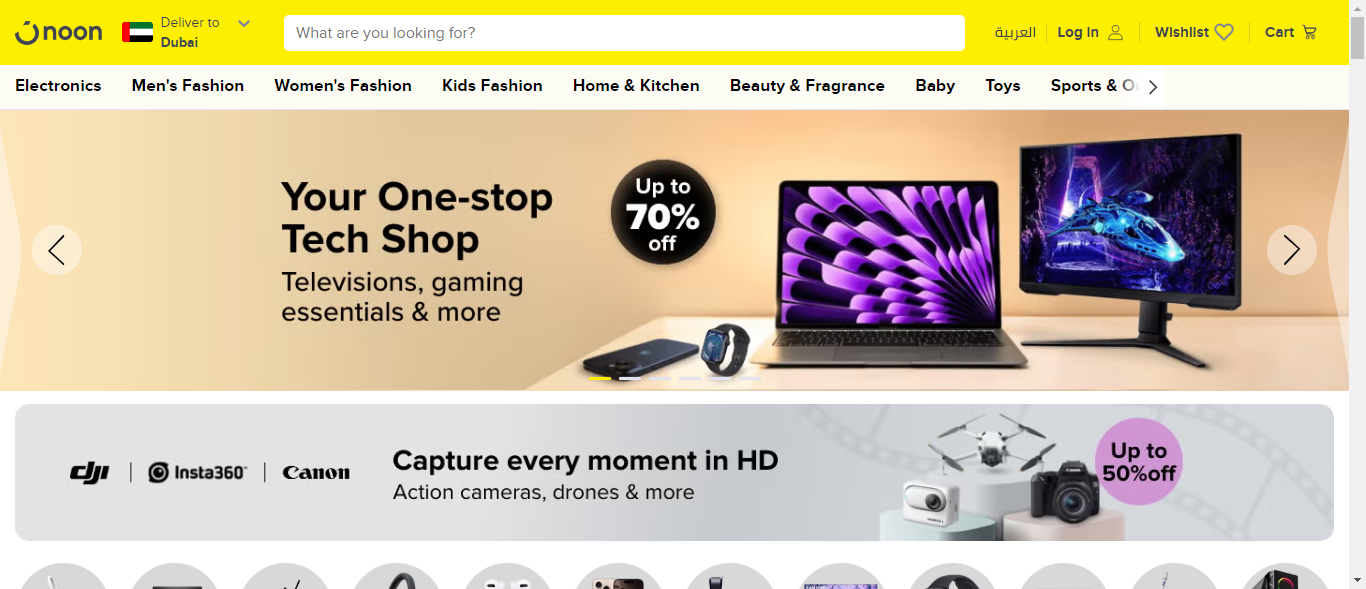 noon
Deliver to
Dubai
What are you looking for?
العربية
Log In
Wishlist
Cart
Electronics
Men's Fashion
Women's Fashion
Kids Fashion
Home & Kitchen
Beauty & Fragrance
Baby
Toys
Sports &
Your One-stop
Tech Shop
Televisions, gaming
essentials & more
Up to
70%
off
dji
Insta360
Canon
Capture every moment in HD
Action cameras, drones & more
Up to
50%off